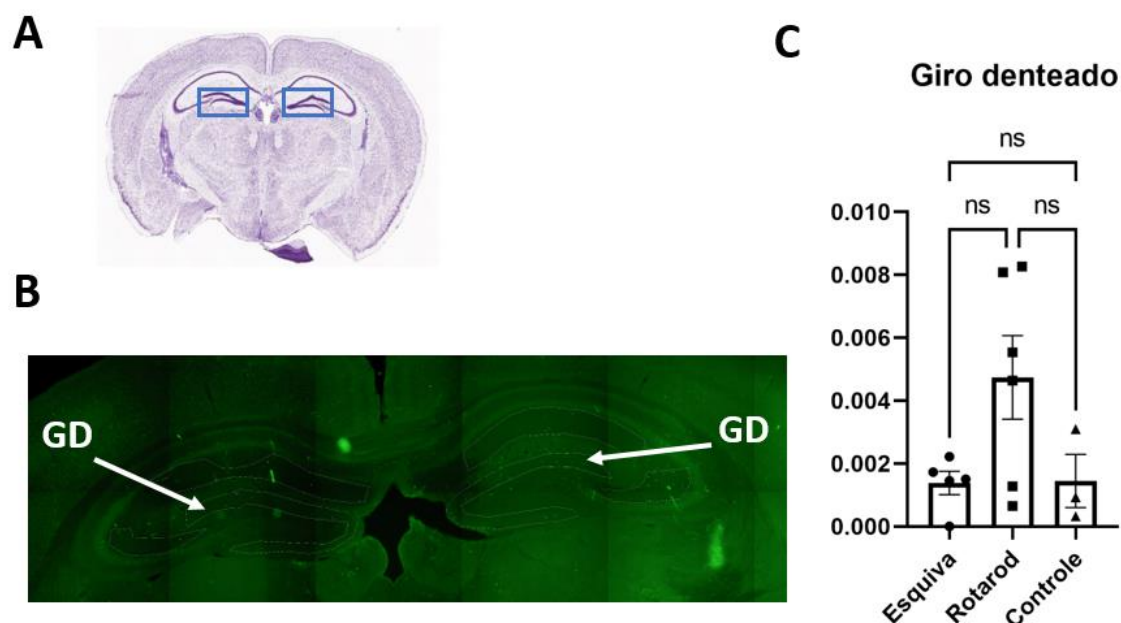 A
B
GD
GD
C
Giro denteado
ns
ns
ns
0.010
0.008
0.006
0.004
0.002
0.000
Esquiva
Rotarod
Controle